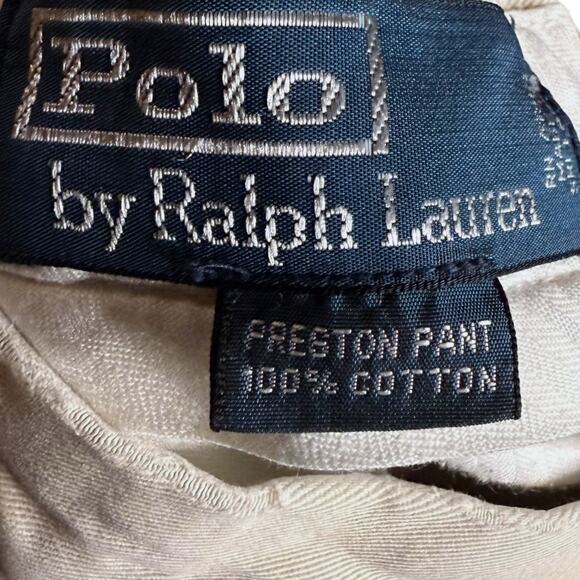 Polo
by Ralph Lauren
PRESTON PANT
100% COTTON